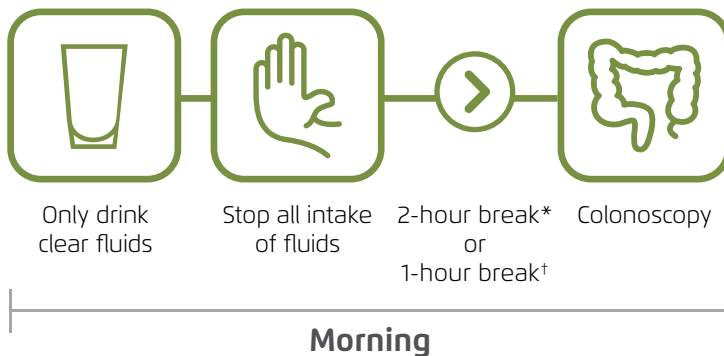 Only drink
clear fluids
Stop all intake
of fluids
2-hour break*
or
1-hour break†
Colonoscopy
Morning